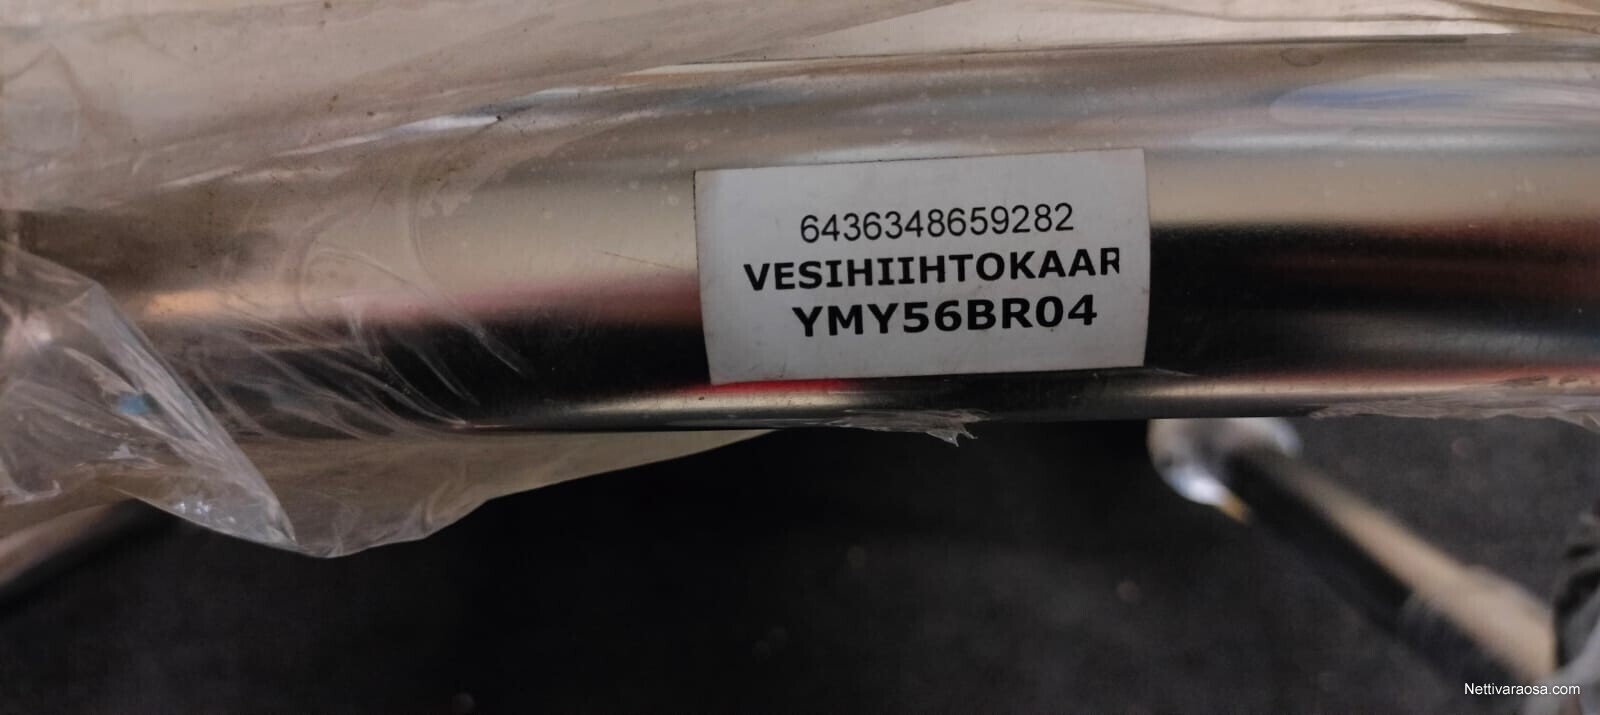 6436348659282
VESIHIIHTOKAAR
YMY56BR04
Nettivaraosa.com